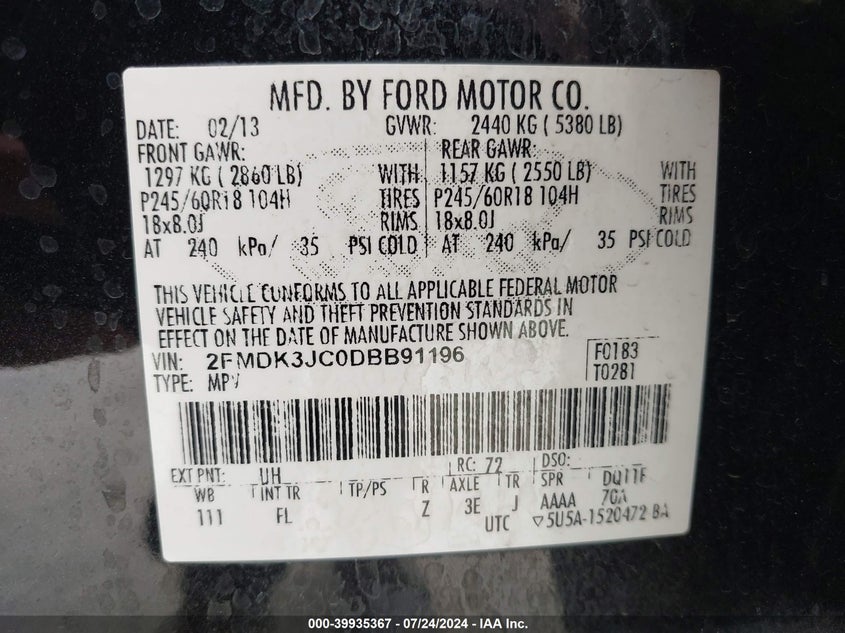 MFD. BY FORD MOTOR CO.
DATE: 02/13 GVWR: 2440 KG ( 5380 LB)
FRONT GAWR: REAR GAWR:
1297 KG ( 2860 LB) WITH 1157 KG ( 2550 LB) WITH
P245/60R18 104H TIRES P245/60R18 104H TIRES
18x8.0J RIMS 18x8.0J RIMS
AT 240 kPa/ 35 PSI COLD AT 240 kPa/ 35 PSI COLD
THIS VEHICLE CONFORMS TO ALL APPLICABLE FEDERAL MOTOR
VEHICLE SAFETY AND THEFT PREVENTION STANDARDS IN
EFFECT ON THE DATE OF MANUFACTURE SHOWN ABOVE.
VIN: 2FMDK3JC0DBB91196 F0183
TYPE: MPV T0281
EXT PNT: UH RC: 72 DSO:
WB INT TR TP/PS R AXLE TR SPR DQ11F
111 FL Z 3E J AAAA 70A
UTC ▽5U5A-1520472-BA
000-39935367 - 07/24/2024 - IAA Inc.